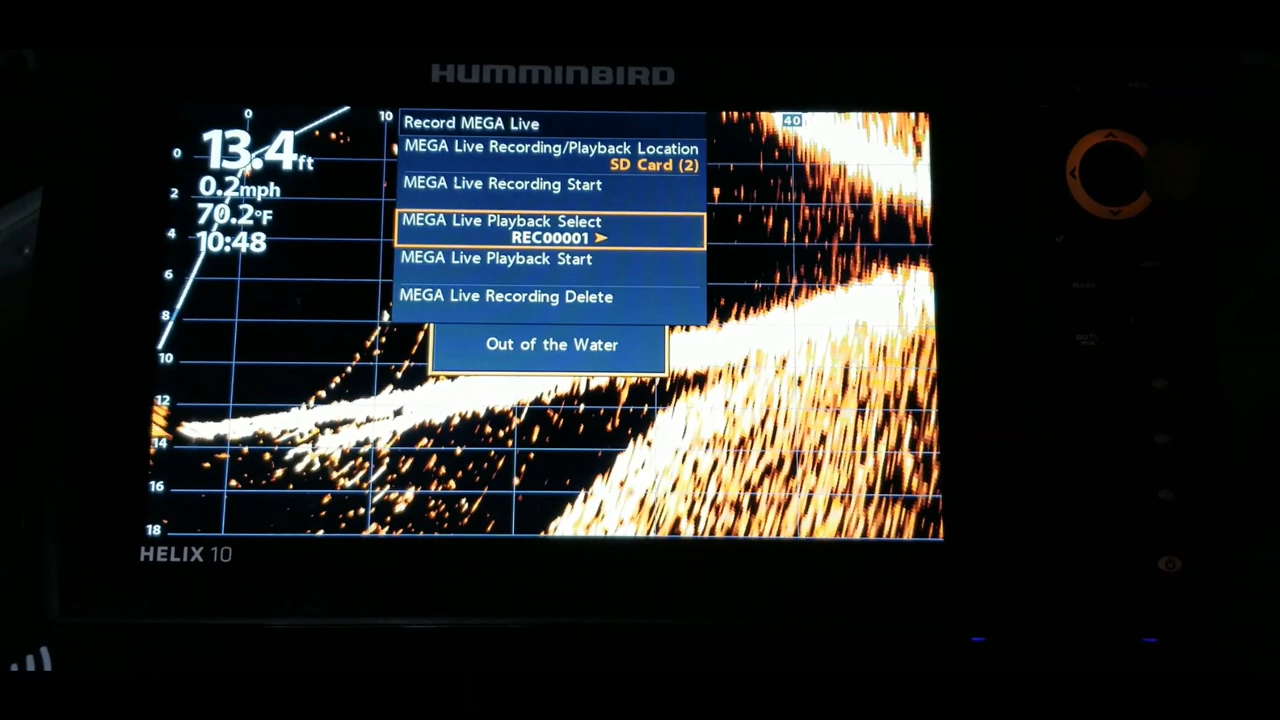 HUMMINBIRD
0
10
40
Record MEGA Live
MEGA Live Recording/Playback Location
SD Card (2)
MEGA Live Recording Start
MEGA Live Playback Select
REC00001
MEGA Live Playback Start
MEGA Live Recording Delete
Out of the Water
13.4ft
0.2mph
70.2°F
10:48
0
2
4
6
8
10
12
14
16
18
HELIX 10